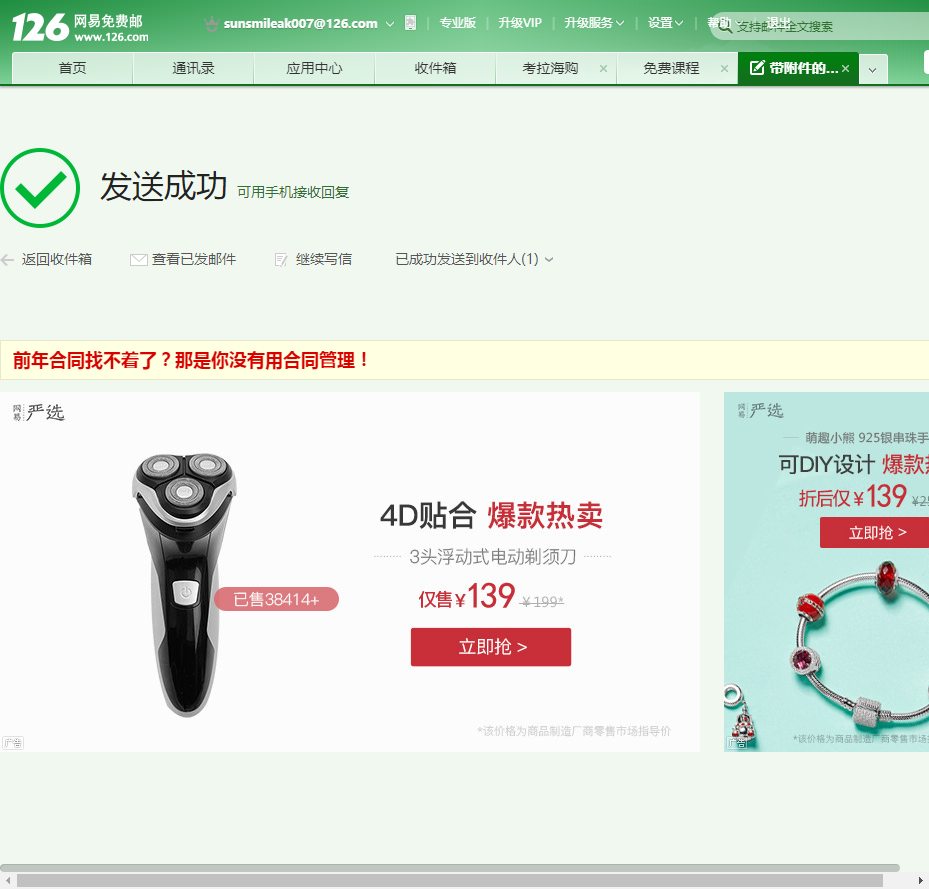 126 网易免费邮
www.126.com
sunsmileak007@126.com
专业版 升级VIP 升级服务 设置 帮助 退出
支持邮件全文搜索
首页 通讯录 应用中心 收件箱 考拉海购 × 免费课程 × 带附件的... ×
发送成功 可用手机接收回复
返回收件箱 查看已发邮件 继续写信 已成功发送到收件人(1)
前年合同找不着了？那是你没有用合同管理！
网易严选
4D贴合 爆款热卖
3头浮动式电动剃须刀
已售38414+
仅售¥139 ¥199*
立即抢 >
*该价格为商品制造厂商零售市场指导价
广告
网易严选
萌趣小熊 925银串珠手
可DIY设计 爆款
折后仅¥139
立即抢 >
*该价格为商品制造厂商零售市场
广告